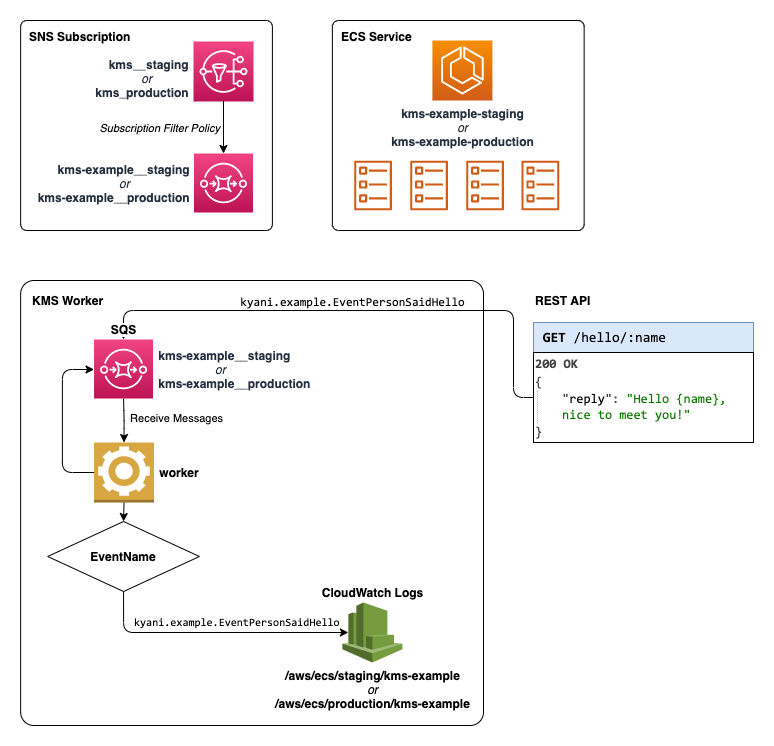 SNS Subscription
kms__staging
or
kms_production
Subscription Filter Policy
kms-example__staging
or
kms-example__production
ECS Service
kms-example-staging
or
kms-example-production
KMS Worker
kyani.example.EventPersonSaidHello
SQS
kms-example__staging
or
kms-example__production
Receive Messages
worker
EventName
kyani.example.EventPersonSaidHello
CloudWatch Logs
/aws/ecs/staging/kms-example
or
/aws/ecs/production/kms-example
REST API
GET /hello/:name
200 OK
{
"reply": "Hello {name},
nice to meet you!"
}